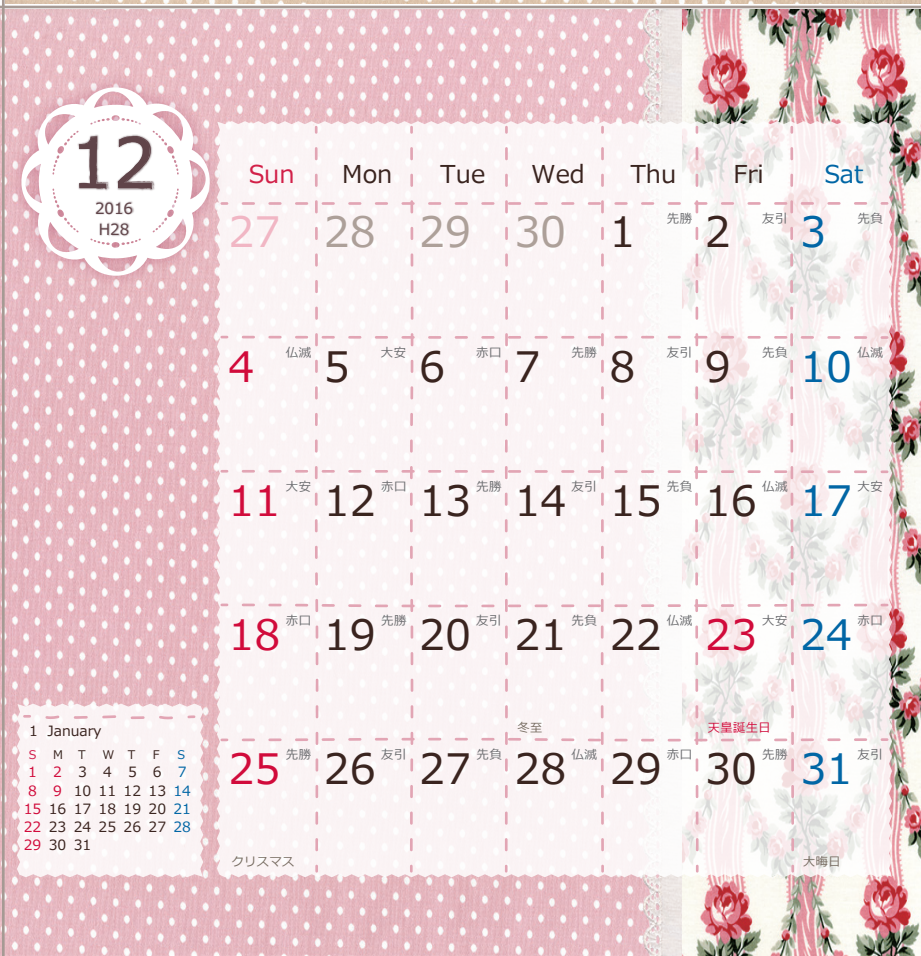 12
2016
H28
Sun Mon Tue Wed Thu Fri Sat
27 28 29 30 1 先勝 2 友引 3 先負
4 仏滅 5 大安 6 赤口 7 先勝 8 友引 9 先負 10 仏滅
11 大安 12 赤口 13 先勝 14 友引 15 先負 16 仏滅 17 大安
18 赤口 19 先勝 20 友引 21 先負 22 仏滅 23 大安 24 赤口
冬至 天皇誕生日
25 先勝 26 友引 27 先負 28 仏滅 29 赤口 30 先勝 31 友引
クリスマス 大晦日
1 January
S M T W T F S
1 2 3 4 5 6 7
8 9 10 11 12 13 14
15 16 17 18 19 20 21
22 23 24 25 26 27 28
29 30 31